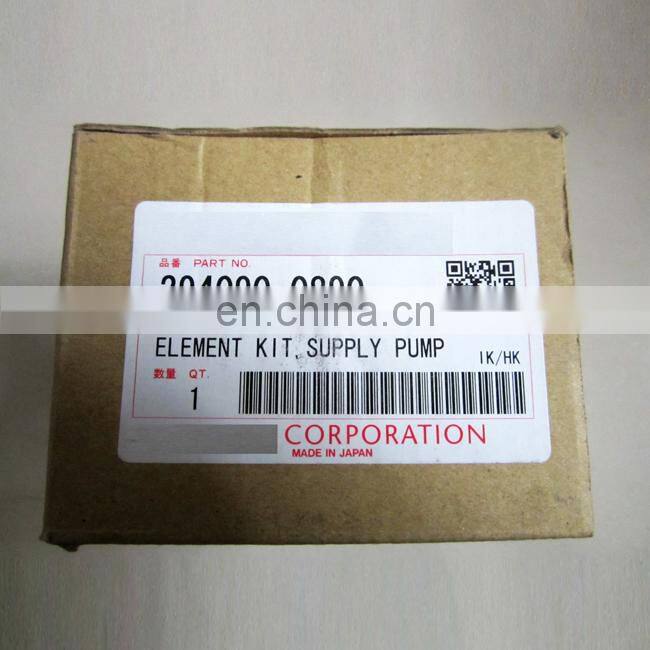 品番 PART NO.
en.china.cn
ELEMENT KIT, SUPPLY PUMP
1K/HK
数量 QT.
1
CORPORATION
MADE IN JAPAN